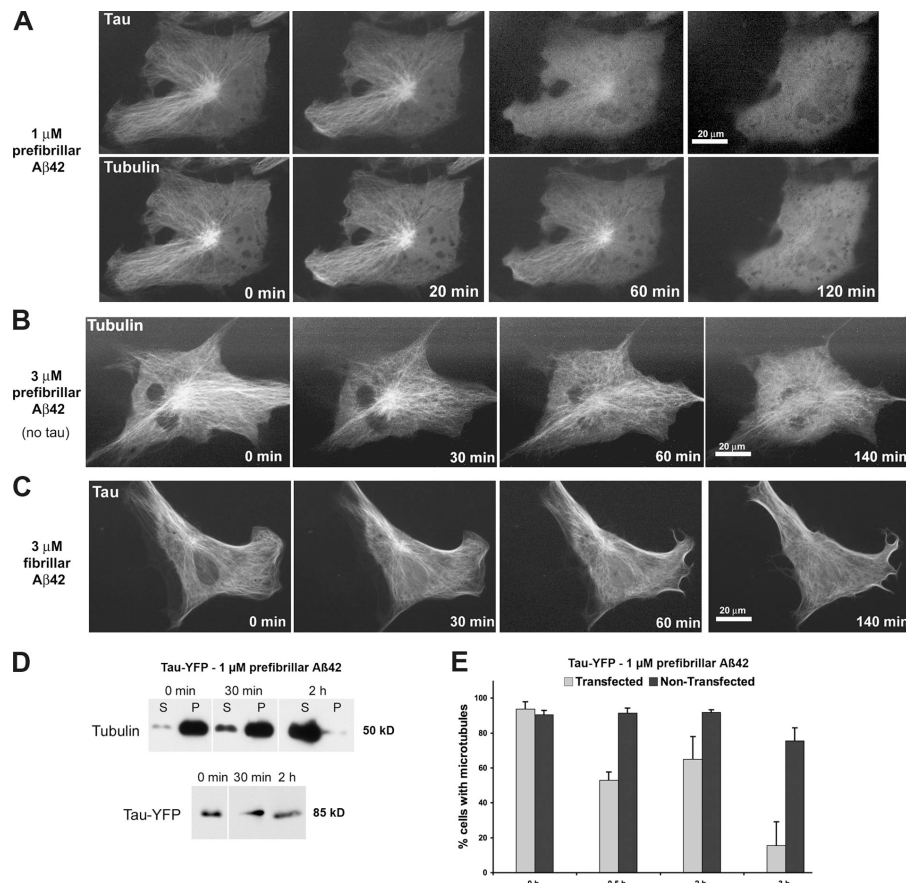 A
Tau
1 μM
prefibrillar
Aβ42
20 μm
Tubulin
0 min
20 min
60 min
120 min
B
Tubulin
3 μM
prefibrillar
Aβ42
(no tau)
20 μm
0 min
30 min
60 min
140 min
C
Tau
3 μM
fibrillar
Aβ42
20 μm
0 min
30 min
60 min
140 min
D
Tau-YFP - 1 μM prefibrillar Aß42
0 min 30 min 2 h
S P S P S P
Tubulin
50 kD
0 min 30 min 2 h
Tau-YFP
85 kD
E
Tau-YFP - 1 μM prefibrillar Aß42
Transfected Non-Transfected
% cells with microtubules
100
80
60
40
20
0